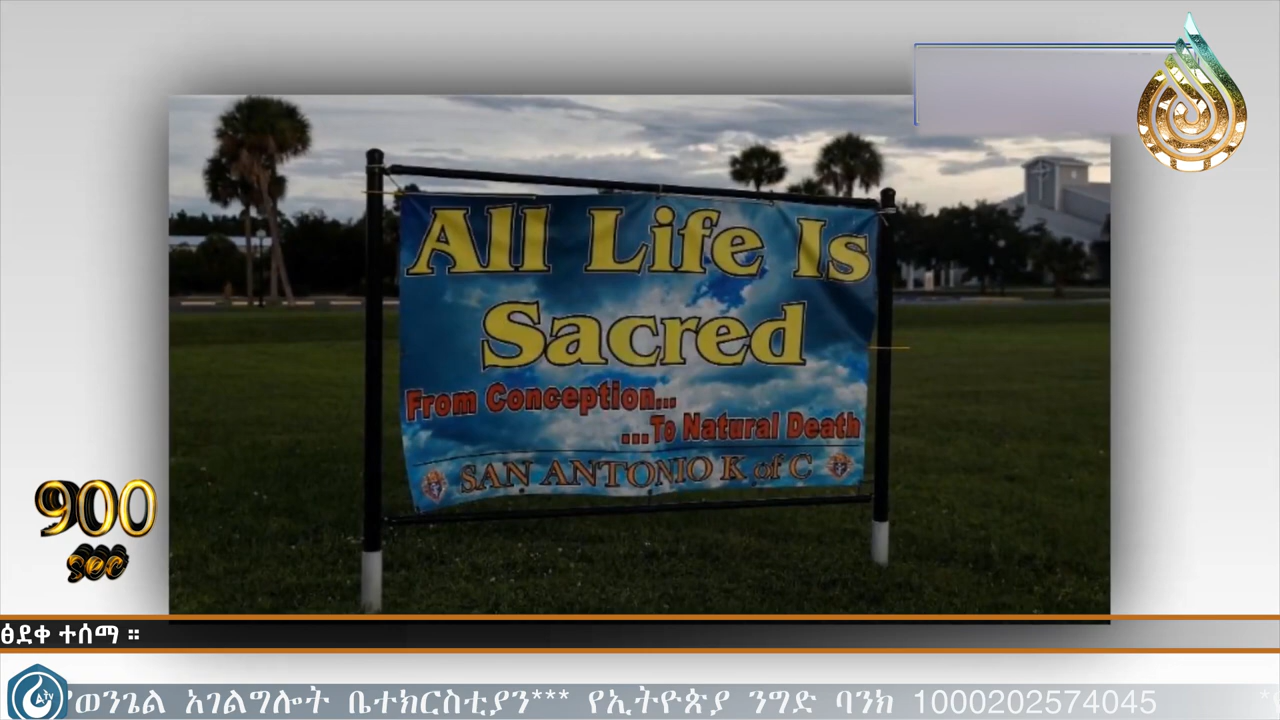 All Life Is
Sacred
From Conception...
...To Natural Death
SAN ANTONIO K of C
900
sec
ፅደቀ ተሰማ ።
ወንጌል አገልግሎት ቤተክርስቲያን*** የኢትዮጵያ ንግድ ባንክ 1000202574045